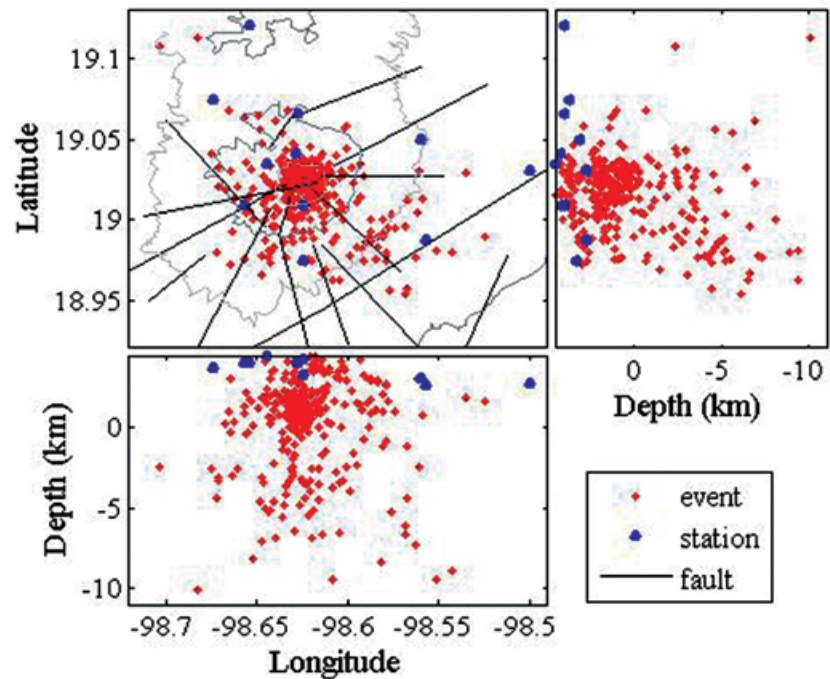 19.1
19.05
19
18.95
Latitude
0 -5 -10
Depth (km)
0
-5
-10
Depth (km)
-98.7 -98.65 -98.6 -98.55 -98.5
Longitude
event
station
fault